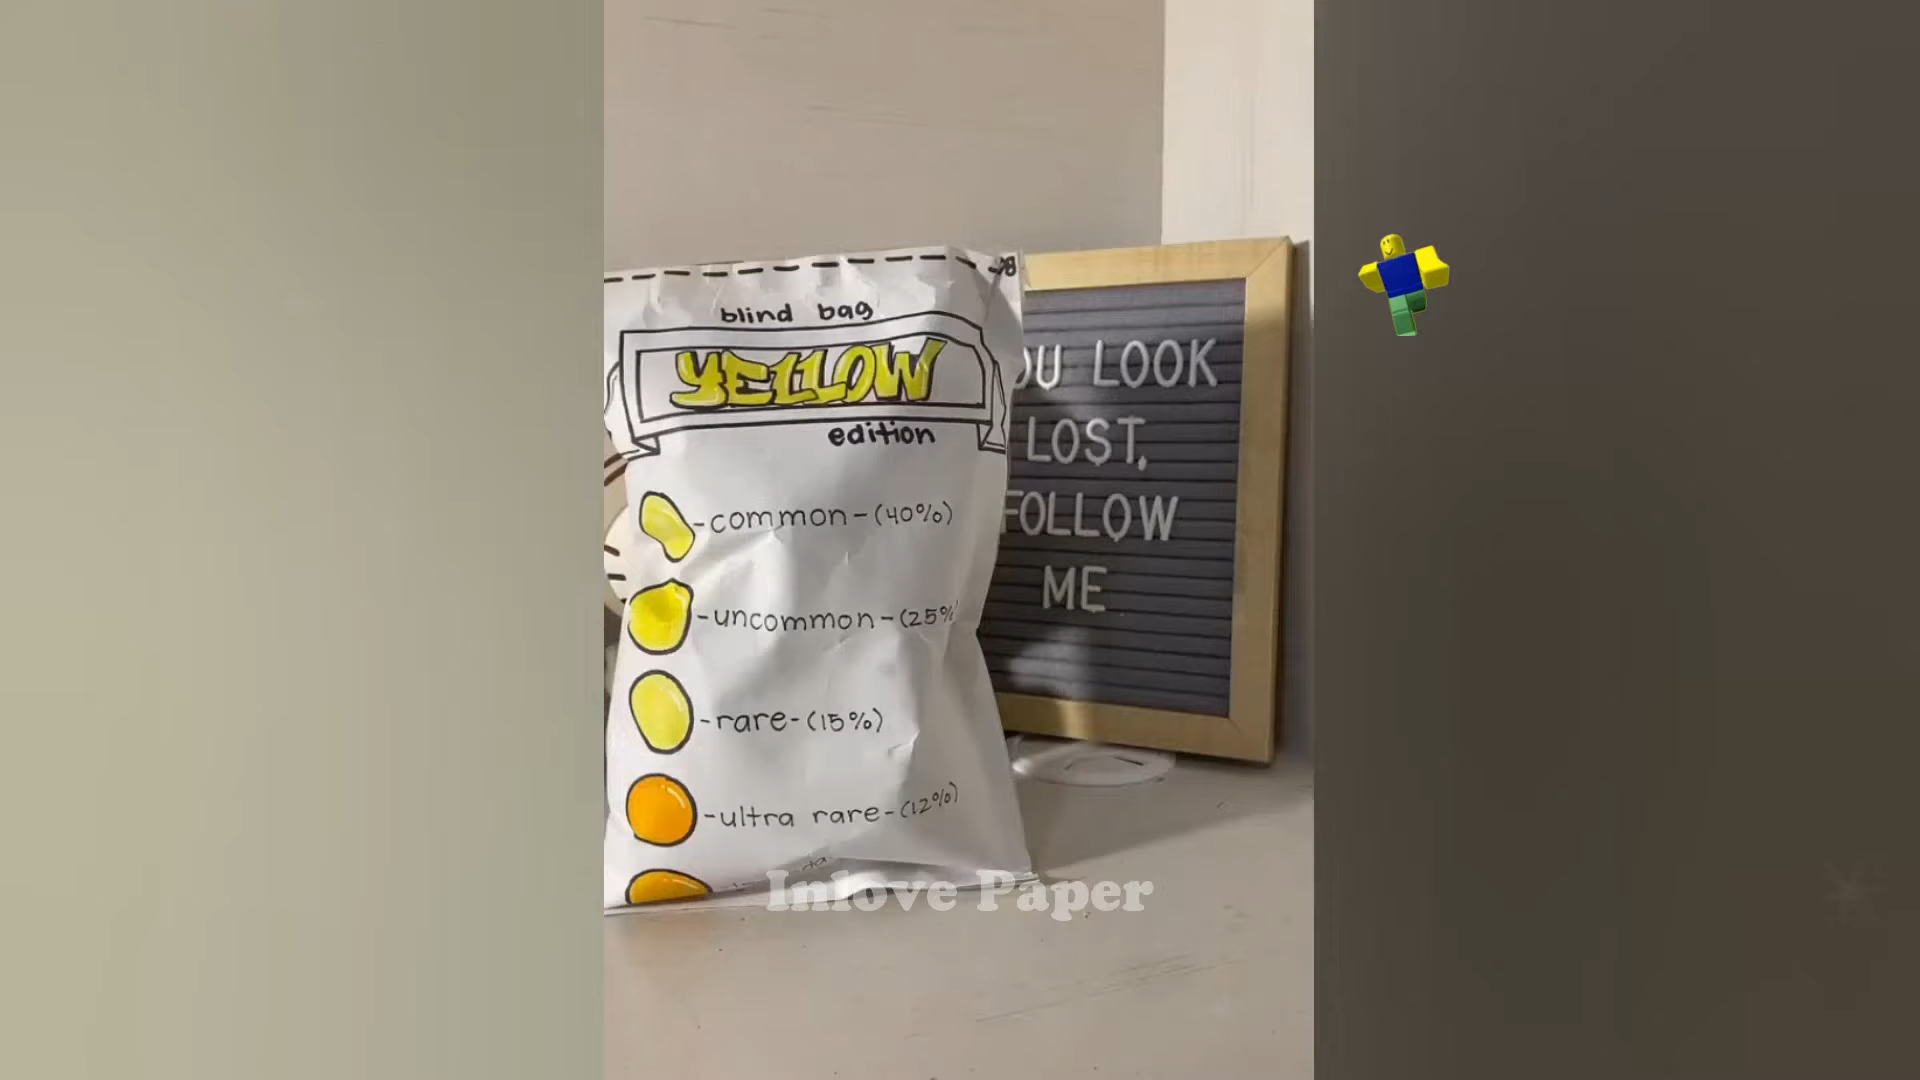 blind bag
YELLOW
edition
-common-(40%)
-uncommon-(25%
-rare-(15%)
-ultra rare-(12%)
OU LOOK
LOST,
FOLLOW
ME
Inlove Paper